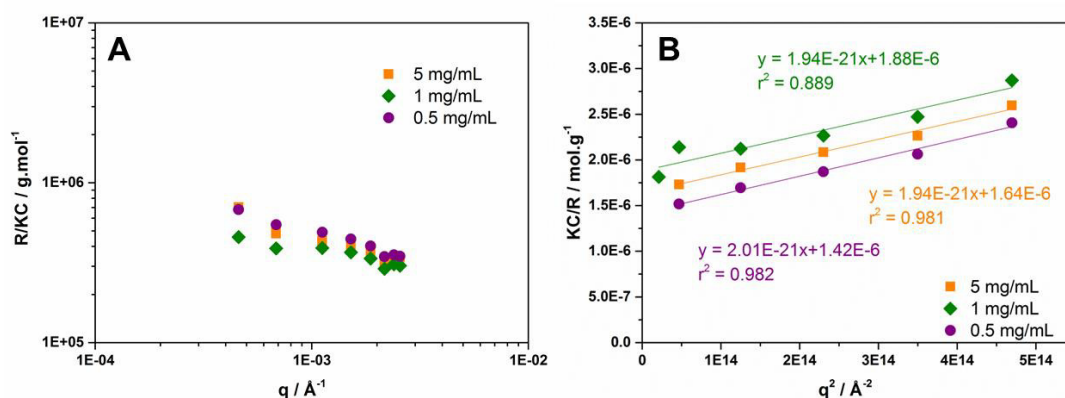 A
1E+07
1E+06
1E+05
R/KC / g.mol⁻¹
5 mg/mL
1 mg/mL
0.5 mg/mL
1E-04
1E-03
1E-02
q / Å⁻¹
B
3.5E-6
3.0E-6
2.5E-6
2.0E-6
1.5E-6
1.0E-6
5.0E-7
0.0
KC/R / mol.g⁻¹
y = 1.94E-21x+1.88E-6
r² = 0.889
y = 1.94E-21x+1.64E-6
r² = 0.981
y = 2.01E-21x+1.42E-6
r² = 0.982
5 mg/mL
1 mg/mL
0.5 mg/mL
0
1E14
2E14
3E14
4E14
5E14
q² / Å⁻²